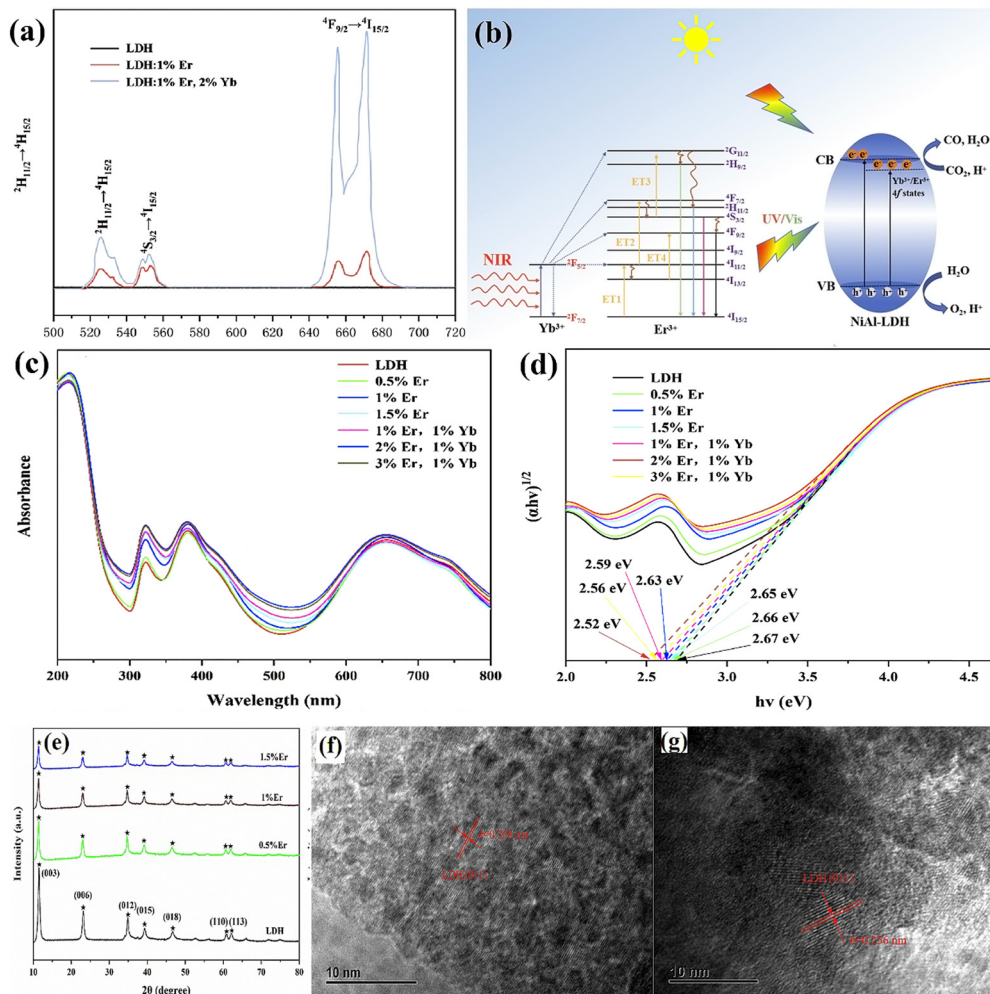 (a)
⁴F₉/₂→⁴I₁₅/₂
LDH
LDH:1% Er
LDH:1% Er, 2% Yb
²H₁₁/₂→⁴H₁₅/₂
²H₁₁/₂→⁴H₁₅/₂
⁴S₃/₂→⁴I₁₅/₂
500 520 540 560 580 600 620 640 660 680 700 720
(b)
²G₁₁/₂
²H₉/₂
ET3
⁴F₇/₂
²H₁₁/₂
⁴S₃/₂
⁴F₉/₂
ET2
⁴I₉/₂
ET4
NIR
²F₅/₂
⁴I₁₁/₂
⁴I₁₃/₂
ET1
²F₇/₂
⁴I₁₅/₂
Yb³⁺
Er³⁺
UV/Vis
CO, H₂O
CB
e⁻ e⁻
e⁻ e⁻ e⁻
CO₂, H⁺
Yb³⁺/Er³⁺
4f states
H₂O
VB
h⁺ h⁺ h⁺ h⁺
O₂, H⁺
NiAl-LDH
(c)
LDH
0.5% Er
1% Er
1.5% Er
1% Er, 1% Yb
2% Er, 1% Yb
3% Er, 1% Yb
Absorbance
200 300 400 500 600 700 800
Wavelength (nm)
(d)
LDH
0.5% Er
1% Er
1.5% Er
1% Er, 1% Yb
2% Er, 1% Yb
3% Er, 1% Yb
(αhν)¹/²
2.59 eV
2.63 eV
2.56 eV
2.52 eV
2.65 eV
2.66 eV
2.67 eV
2.0 2.5 3.0 3.5 4.0 4.5
hν (eV)
(e)
1.5%Er
1%Er
0.5%Er
(003)
(006)
(012)
(015)
(018)
(110)
(113)
LDH
Intensity (a.u.)
10 20 30 40 50 60 70 80
2θ (degree)
(f)
10 nm
(g)
d=0.256 nm
10 nm